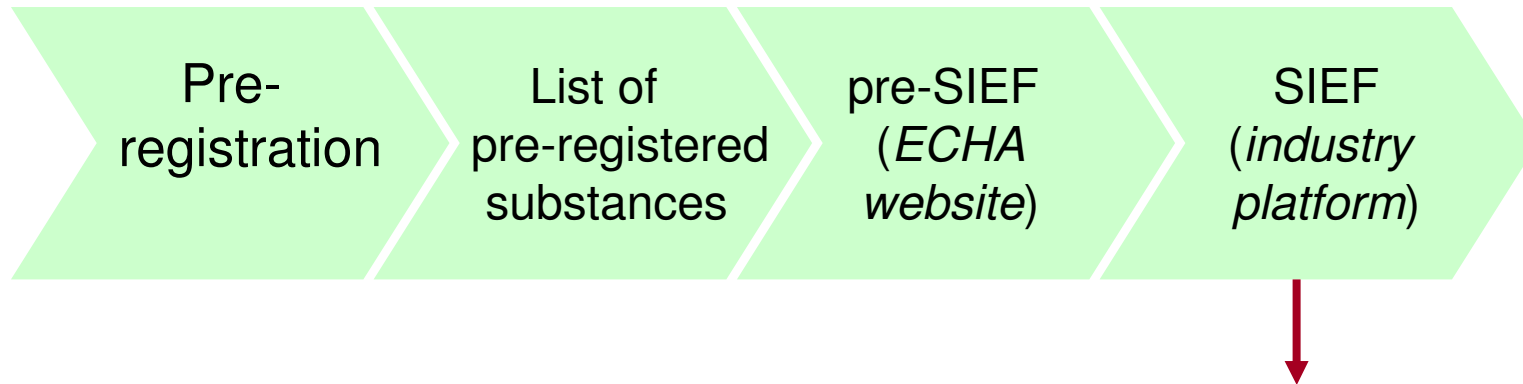 Pre-
registration
List of
pre-registered
substances
pre-SIEF
(ECHA
website)
SIEF
(industry
platform)